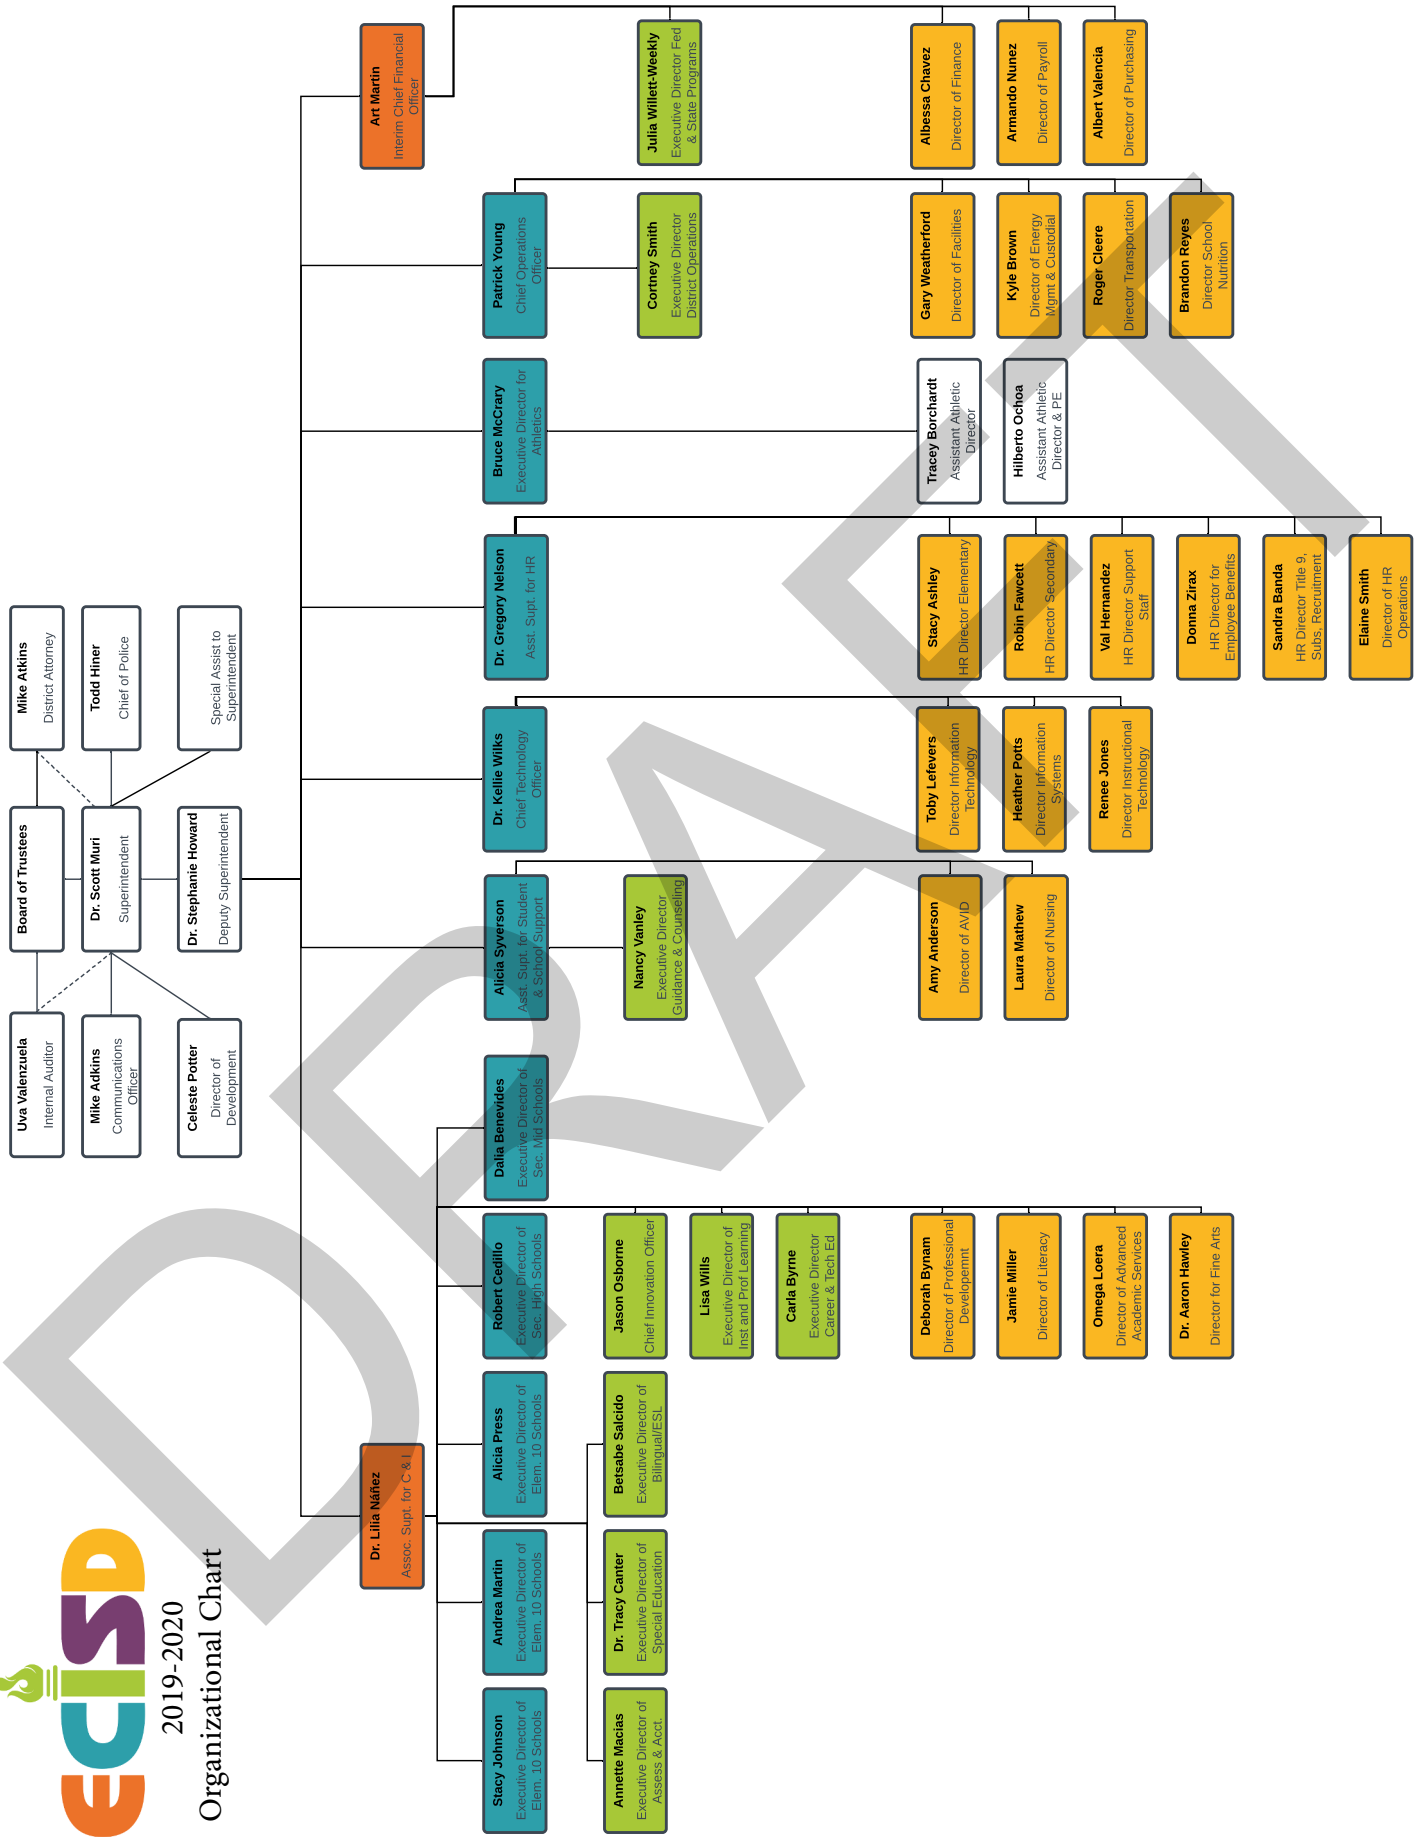 ECISD
2019-2020
Organizational Chart
Uva Valenzuela
Internal Auditor
Board of Trustees
Mike Atkins
District Attorney
Mike Adkins
Communications
Officer
Dr. Scott Muri
Superintendent
Todd Hiner
Chief of Police
Celeste Potter
Director of
Development
Dr. Stephanie Howard
Deputy Superintendent
Special Assist to
Superintendent
Dr. Lilia Náñez
Assoc. Supt. for C & I
Art Martin
Interim Chief Financial
Officer
Stacy Johnson
Executive Director of
Elem. 10 Schools
Andrea Martin
Executive Director of
Elem. 10 Schools
Alicia Press
Executive Director of
Elem. 10 Schools
Robert Cedillo
Executive Director of
Sec. High Schools
Dalia Benevides
Executive Director of
Sec. Mid Schools
Alicia Syverson
Asst. Supt. for Student
& School Support
Dr. Kellie Wilks
Chief Technology
Officer
Dr. Gregory Nelson
Asst. Supt. for HR
Bruce McCrary
Executive Director for
Athletics
Patrick Young
Chief Operations
Officer
Annette Macias
Executive Director of
Assess & Acct.
Dr. Tracy Canter
Executive Director of
Special Education
Betsabe Salcido
Executive Director of
Bilingual/ESL
Jason Osborne
Chief Innovation Officer
Lisa Wills
Executive Director of
Inst and Prof Learning
Carla Byrne
Executive Director
Career & Tech Ed
Nancy Vanley
Executive Director
Guidance & Counseling
Cortney Smith
Executive Director
District Operations
Julia Willett-Weekly
Executive Director Fed
& State Programs
Deborah Bynam
Director of Professional
Developemnt
Jamie Miller
Director of Literacy
Omega Loera
Director of Advanced
Academic Services
Dr. Aaron Hawley
Director for Fine Arts
Amy Anderson
Director of AVID
Laura Mathew
Director of Nursing
Toby Lefevers
Director Information
Technology
Heather Potts
Director Information
Systems
Renee Jones
Director Instructional
Technology
Stacy Ashley
HR Director Elementary
Robin Fawcett
HR Director Secondary
Val Hernandez
HR Director Support
Staff
Donna Zirax
HR Director for
Employee Benefits
Sandra Banda
HR Director Title 9,
Subs, Recruitment
Elaine Smith
Director of HR
Operations
Tracey Borchardt
Assistant Athletic
Director
Hilberto Ochoa
Assistant Athletic
Director & PE
Gary Weatherford
Director of Facilities
Kyle Brown
Director of Energy
Mgmt & Custodial
Roger Cleere
Director Transportation
Brandon Reyes
Director School
Nutrition
Albessa Chavez
Director of Finance
Armando Nunez
Director of Payroll
Albert Valencia
Director of Purchasing
DRAFT